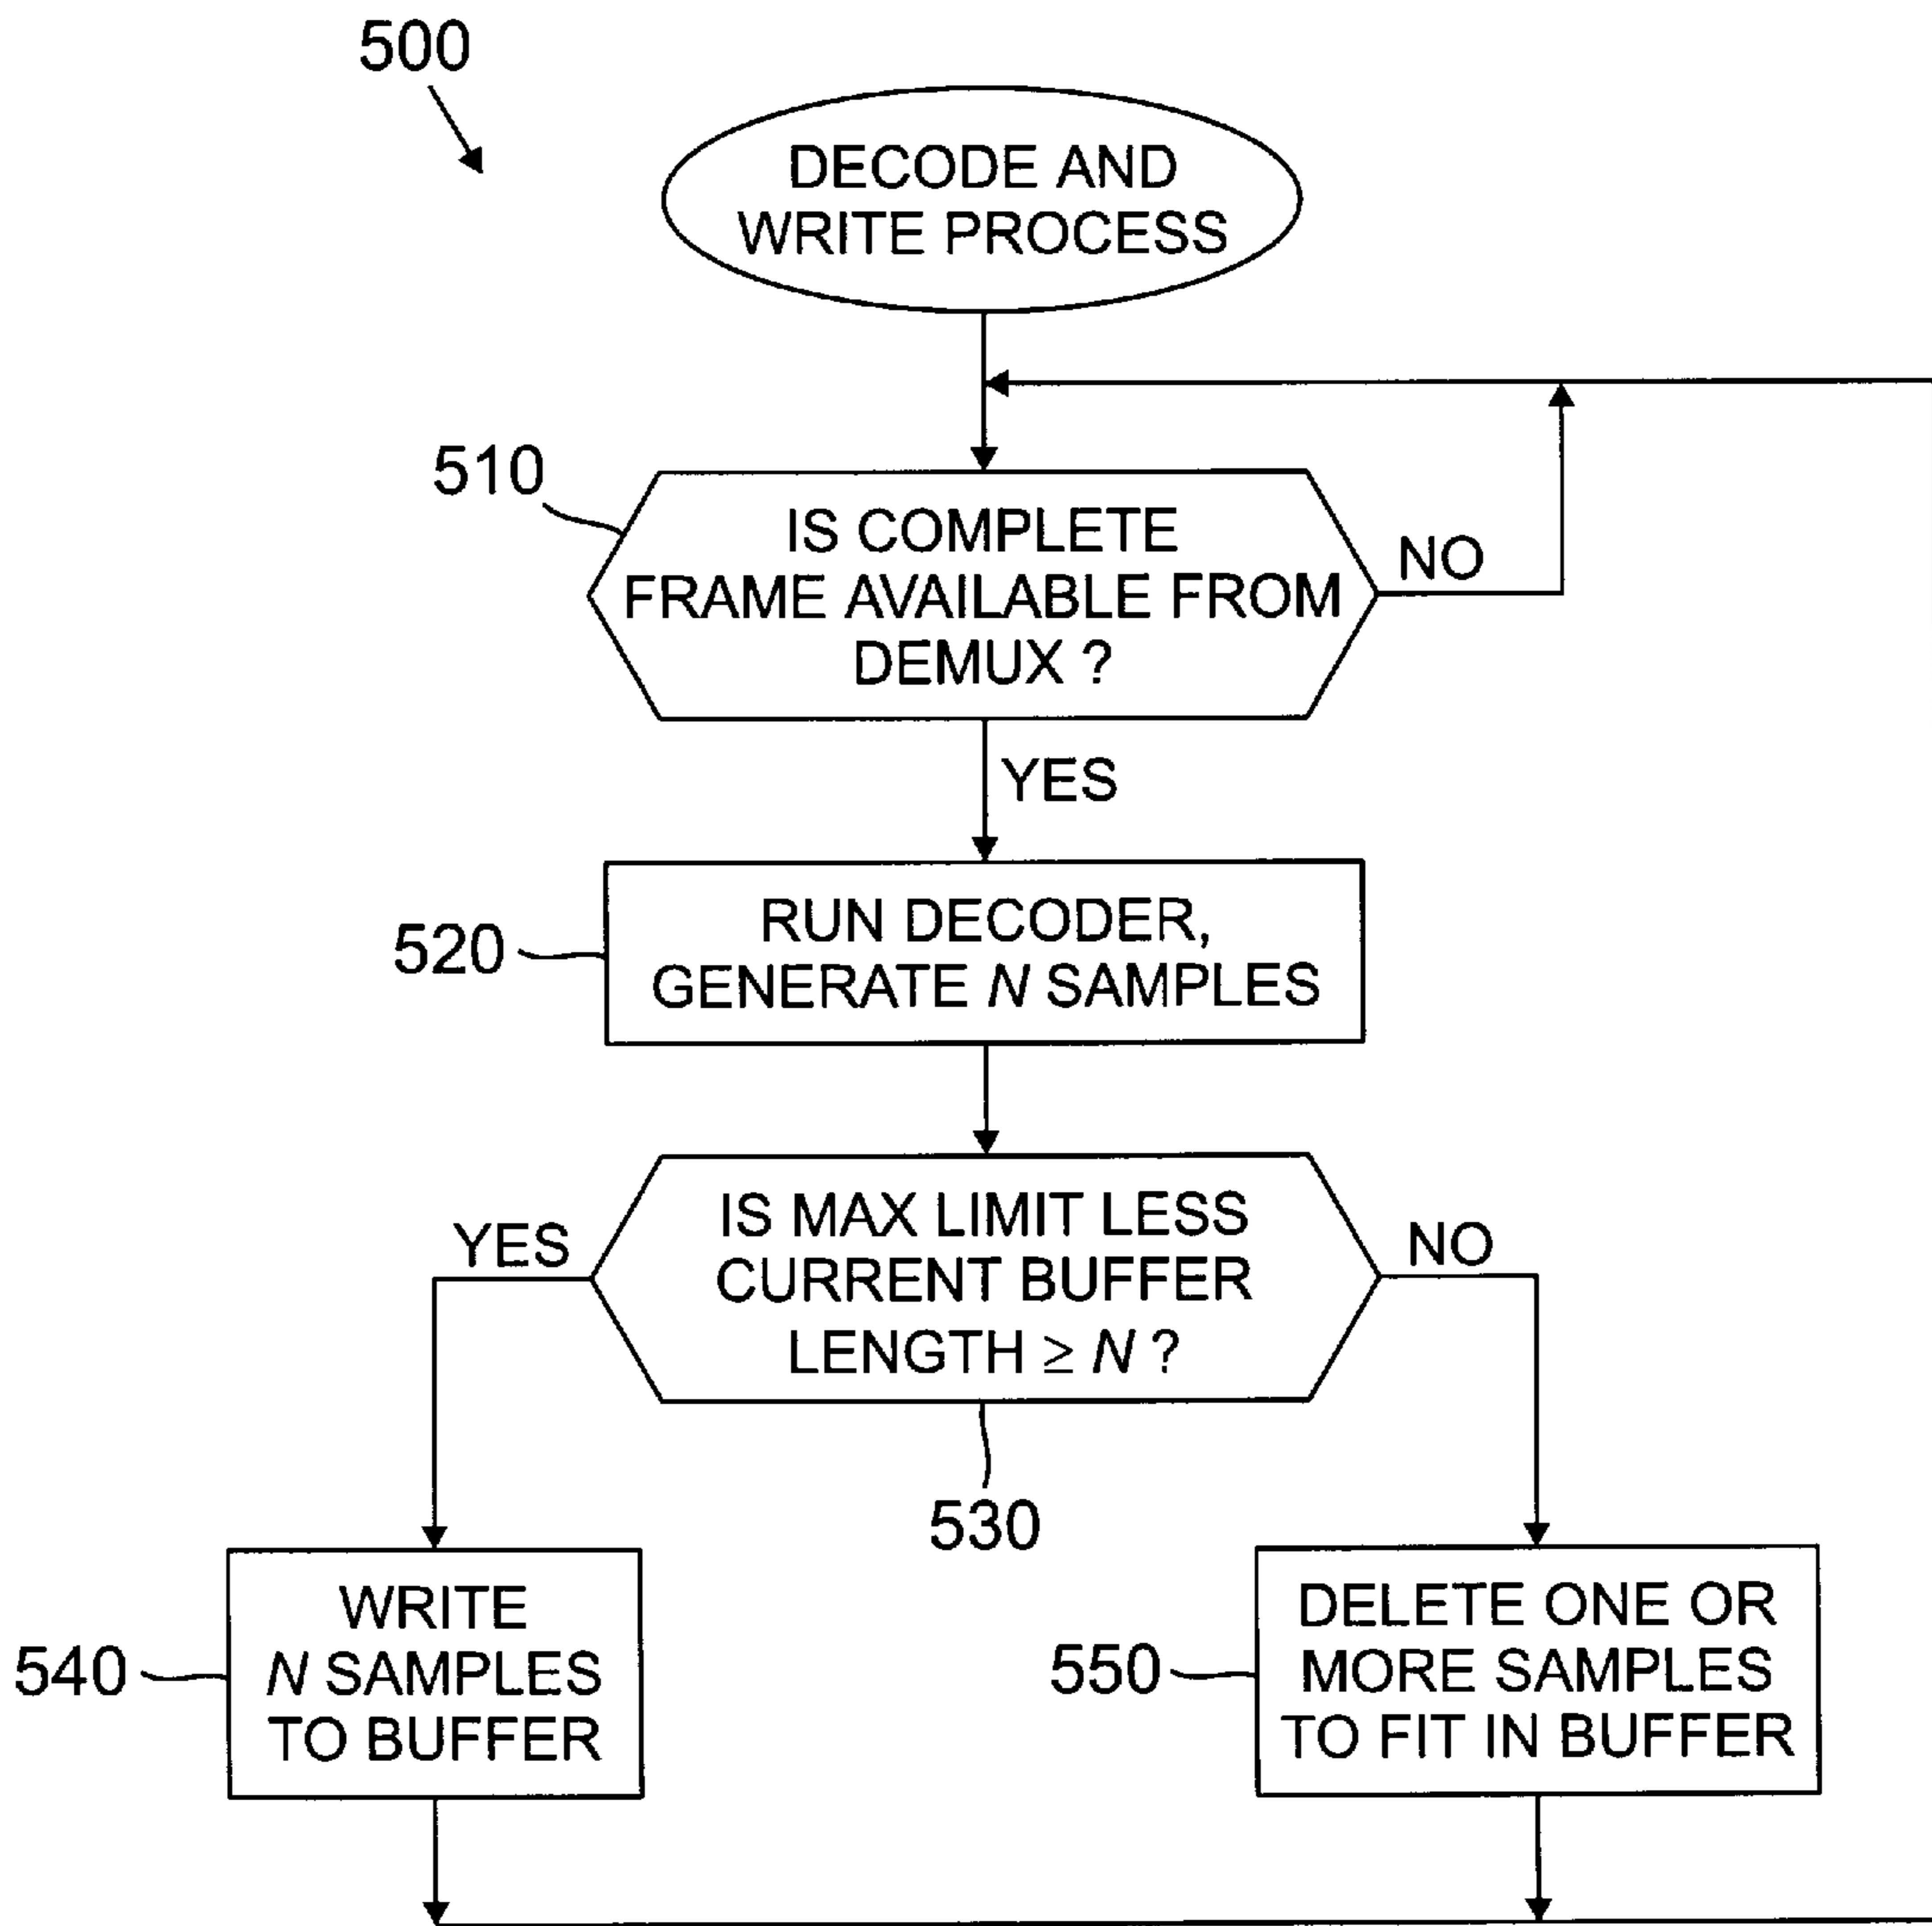 500
DECODE AND
WRITE PROCESS
510
IS COMPLETE
FRAME AVAILABLE FROM
DEMUX ?
NO
YES
520
RUN DECODER,
GENERATE N SAMPLES
IS MAX LIMIT LESS
CURRENT BUFFER
LENGTH ≥ N ?
YES
NO
530
540
WRITE
N SAMPLES
TO BUFFER
550
DELETE ONE OR
MORE SAMPLES
TO FIT IN BUFFER